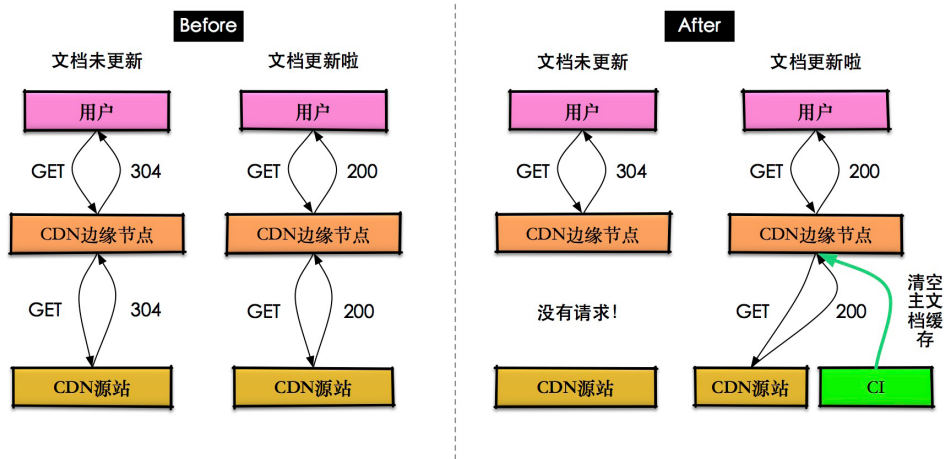 Before
文档未更新
用户
GET
304
CDN边缘节点
GET
304
CDN源站
文档更新啦
用户
GET
200
CDN边缘节点
GET
200
CDN源站
After
文档未更新
用户
GET
304
CDN边缘节点
没有请求！
CDN源站
文档更新啦
用户
GET
200
CDN边缘节点
GET
200
CDN源站
清空
主文
档缓
存
CI